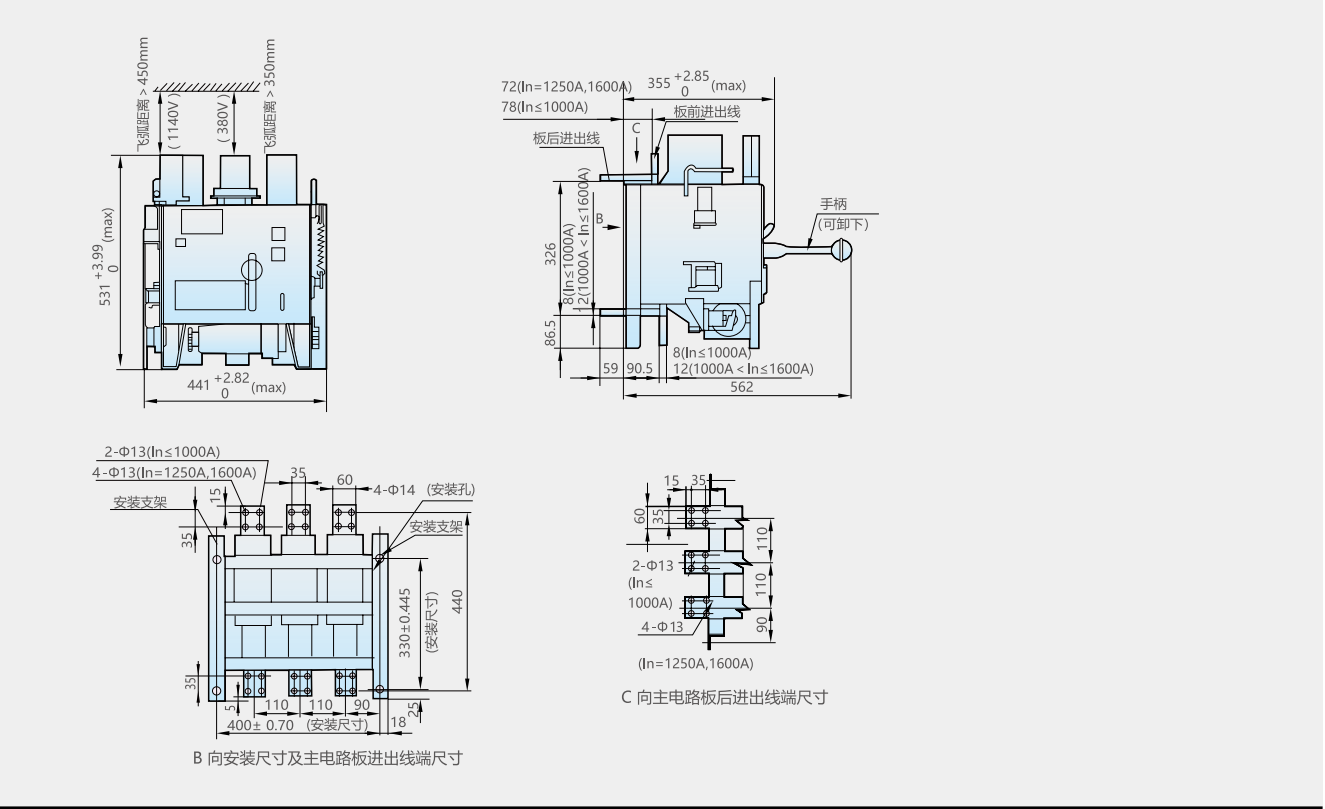 飞弧距离 > 450mm
( 1140V )
( 380V )
飞弧距离 > 350mm
531 +3.99 (max)
0
441 +2.82 (max)
0
72(In=1250A,1600A)
78(In≤1000A)
355 +2.85 (max)
0
板前进出线
C
板后进出线
B
326
8(In≤1000A)
12(1000A < In≤1600A)
86.5
手柄
(可卸下)
59
90.5
8(In≤1000A)
12(1000A < In≤1600A)
562
2-Φ13(In≤1000A)
4-Φ13(In=1250A,1600A)
安装支架
15
35
35
60
4-Φ14 (安装孔)
安装支架
330±0.445
(安装尺寸)
440
35
5
110
110
90
25
400± 0.70 (安装尺寸)
18
B 向安装尺寸及主电路板进出线端尺寸
15
35
60
35
110
110
90
2-Φ13
(In≤
1000A)
4-Φ13
(In=1250A,1600A)
C 向主电路板后进出线端尺寸